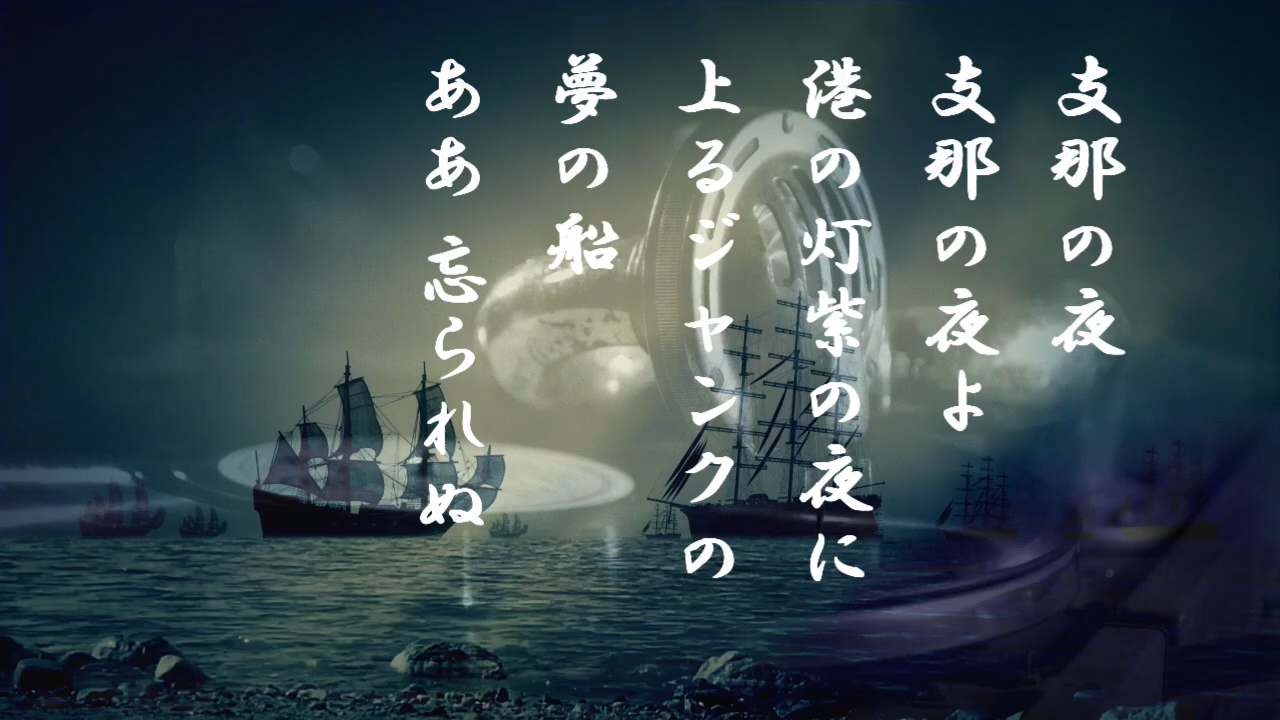 支那の夜
支那の夜よ
港の灯紫の夜に
上るジャンクの
夢の船
ああ 忘られぬ